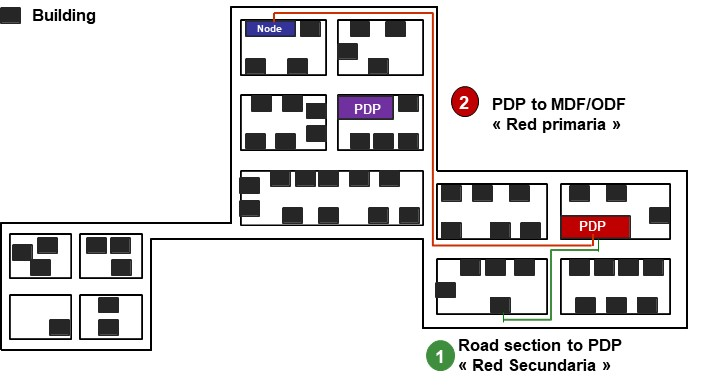 Building
Node
PDP
2
PDP to MDF/ODF
« Red primaria »
PDP
1
Road section to PDP
« Red Secundaria »